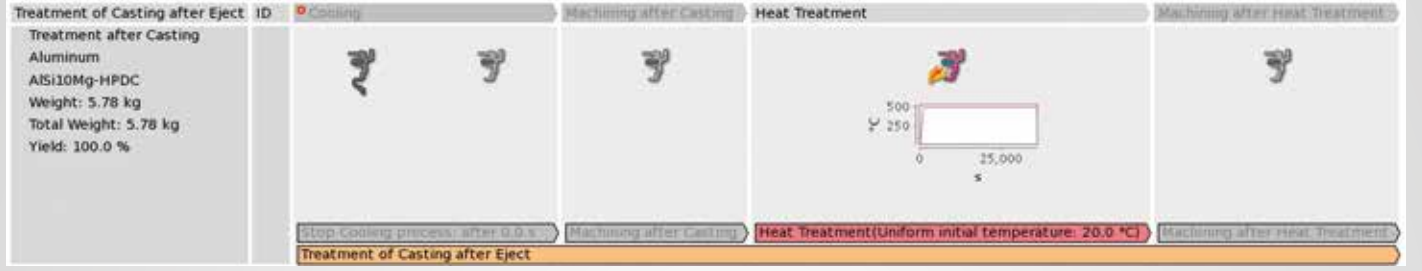 Treatment of Casting after Eject ID Cooling Machining after Casting Heat Treatment Machining after Heat Treatment
Treatment after Casting
Aluminum
AlSi10Mg-HPDC
Weight: 5.78 kg
Total Weight: 5.78 kg
Yield: 100.0 %
500
°C 250
0 25,000
s
Stop Cooling process: after 0.0 s Machining after Casting Heat Treatment(Uniform initial temperature: 20.0 °C) Machining after Heat Treatment
Treatment of Casting after Eject